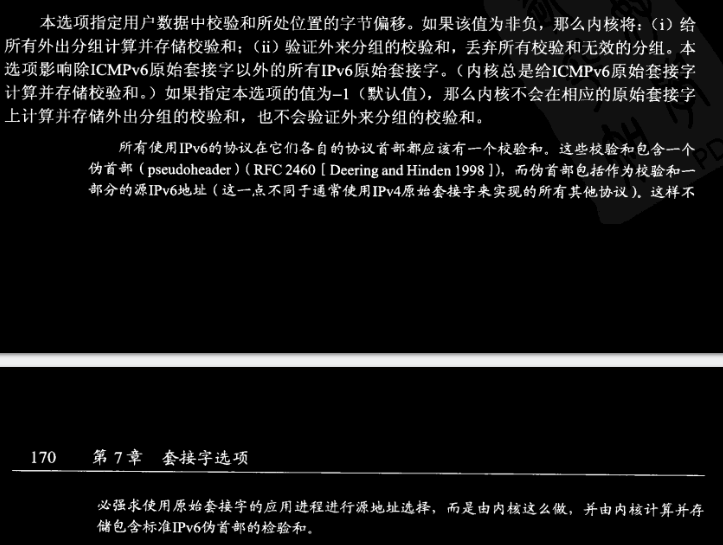 本选项指定用户数据中校验和所处位置的字节偏移。如果该值为非负，那么内核将：（i）给
所有外出分组计算并存储校验和；（ii）验证外来分组的校验和，丢弃所有校验和无效的分组。本
选项影响除ICMPv6原始套接字以外的所有IPv6原始套接字。（内核总是给ICMPv6原始套接字
计算并存储校验和。）如果指定本选项的值为−1（默认值），那么内核不会在相应的原始套接字
上计算并存储外出分组的校验和，也不会验证外来分组的校验和。
所有使用IPv6的协议在它们各自的协议首部都应该有一个校验和。这些校验和包含一个
伪首部（pseudoheader）（RFC 2460［Deering and Hinden 1998］），而伪首部包括作为校验和一
部分的源IPv6地址（这一点不同于通常使用IPv4原始套接字来实现的所有其他协议）。这样不
170 第7章 套接字选项
必强求使用原始套接字的应用进程进行源地址选择，而是由内核这么做，并由内核计算并存
储包含标准IPv6伪首部的检验和。